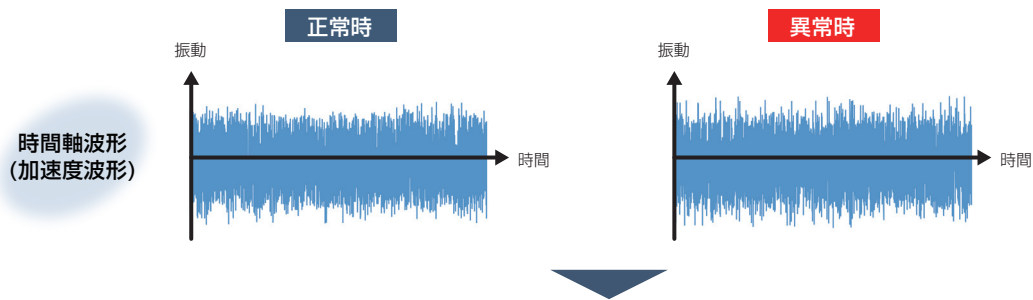 正常時
異常時
振動
振動
時間軸波形
(加速度波形)
時間
時間